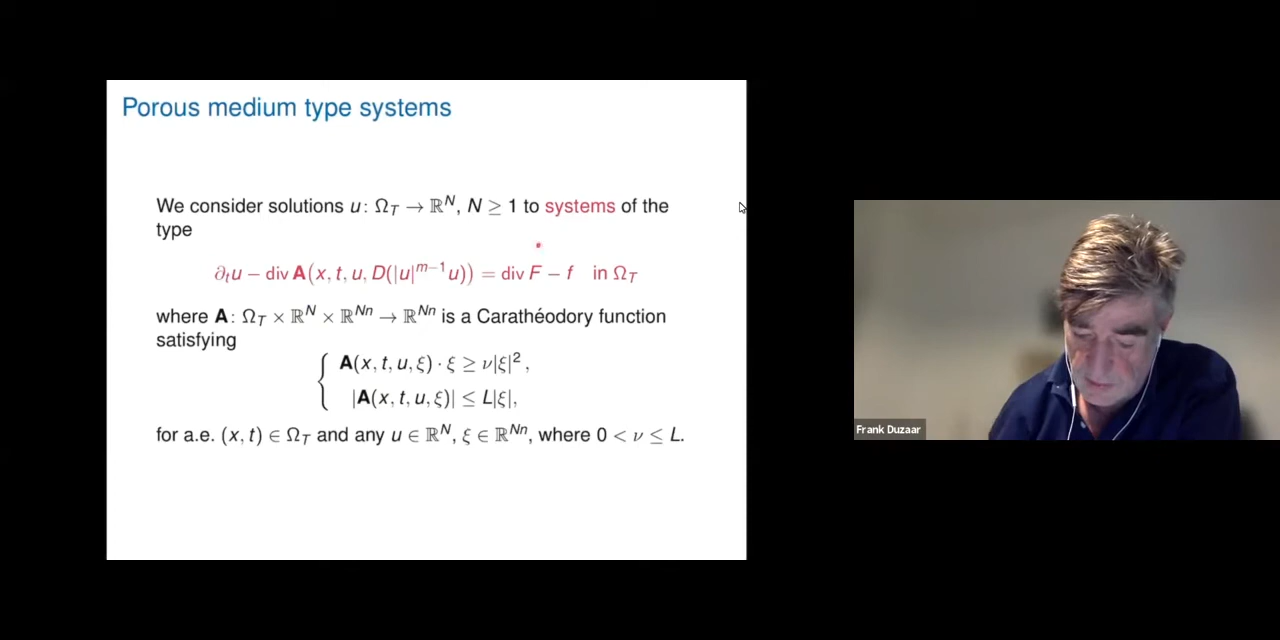 Porous medium type systems
We consider solutions u: Ω_T → ℝ^N, N ≥ 1 to systems of the
type
∂_t u − div A(x, t, u, D(|u|^{m−1}u)) = div F − f in Ω_T
where A: Ω_T × ℝ^N × ℝ^{Nn} → ℝ^{Nn} is a Carathéodory function
satisfying
A(x, t, u, ξ) · ξ ≥ ν|ξ|²,
|A(x, t, u, ξ)| ≤ L|ξ|,
for a.e. (x, t) ∈ Ω_T and any u ∈ ℝ^N, ξ ∈ ℝ^{Nn}, where 0 < ν ≤ L.
Frank Duzaar